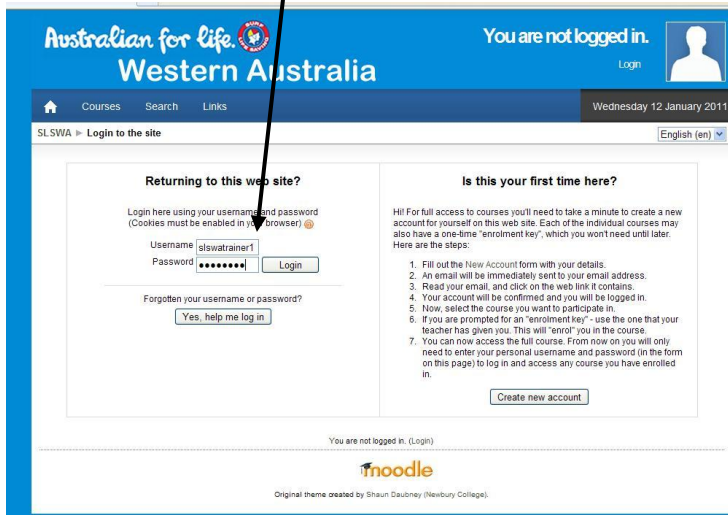 Australian for life.
SURF
LIFE SAVING
Western Australia
You are not logged in.
Login
Courses Search Links
Wednesday 12 January 2011
SLSWA ► Login to the site
English (en)
Returning to this web site?
Login here using your username and password
(Cookies must be enabled in your browser)
Username slswatrainer1
Password ●●●●●●●● Login
Forgotten your username or password?
Yes, help me log in
Is this your first time here?
Hi! For full access to courses you'll need to take a minute to create a new
account for yourself on this web site. Each of the individual courses may
also have a one-time "enrolment key", which you won't need until later.
Here are the steps:
1. Fill out the New Account form with your details.
2. An email will be immediately sent to your email address.
3. Read your email, and click on the web link it contains.
4. Your account will be confirmed and you will be logged in.
5. Now, select the course you want to participate in.
6. If you are prompted for an "enrolment key" - use the one that your
teacher has given you. This will "enrol" you in the course.
7. You can now access the full course. From now on you will only
need to enter your personal username and password (in the form
on this page) to log in and access any course you have enrolled
in.
Create new account
You are not logged in. (Login)
moodle
Original theme created by Shaun Daubney (Newbury College).